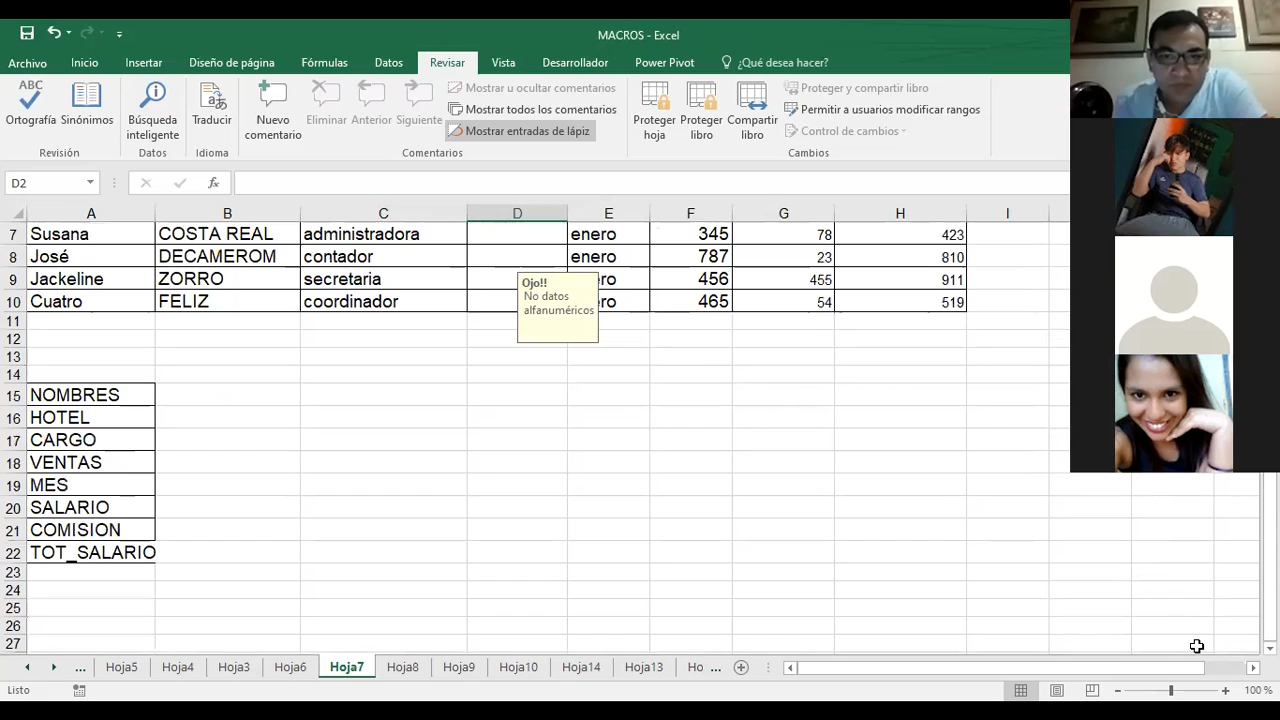 MACROS - Excel
Archivo Inicio Insertar Diseño de página Fórmulas Datos Revisar Vista Desarrollador Power Pivot ¿Qué desea hacer?
ABC
Ortografía
Sinónimos
Búsqueda inteligente
Traducir
Nuevo comentario
Eliminar
Anterior
Siguiente
Mostrar u ocultar comentarios
Mostrar todos los comentarios
Mostrar entradas de lápiz
Proteger hoja
Proteger libro
Compartir libro
Proteger y compartir libro
Permitir a usuarios modificar rangos
Control de cambios
Revisión Datos Idioma Comentarios Cambios
D2 fx
A B C D E F G H I
7 Susana COSTA REAL administradora enero 345 78 423
8 José DECAMEROM contador enero 787 23 810
9 Jackeline ZORRO secretaria ero 456 455 911
10 Cuatro FELIZ coordinador ero 465 54 519
Ojo!!
No datos
alfanuméricos
11
12
13
14
15 NOMBRES
16 HOTEL
17 CARGO
18 VENTAS
19 MES
20 SALARIO
21 COMISION
22 TOT_SALARIO
23
24
25
26
27
... Hoja5 Hoja4 Hoja3 Hoja6 Hoja7 Hoja8 Hoja9 Hoja10 Hoja14 Hoja13 Ho ...
Listo 100 %